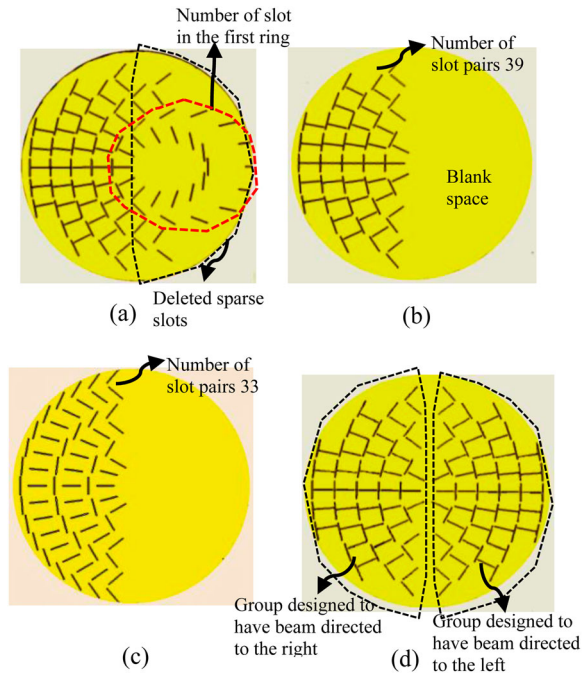 Number of slot
in the first ring
Number of
slot pairs 39
Blank
space
Deleted sparse
slots
(a)
(b)
Number of
slot pairs 33
Group designed to
have beam directed
to the right
Group designed to
have beam directed
to the left
(c)
(d)